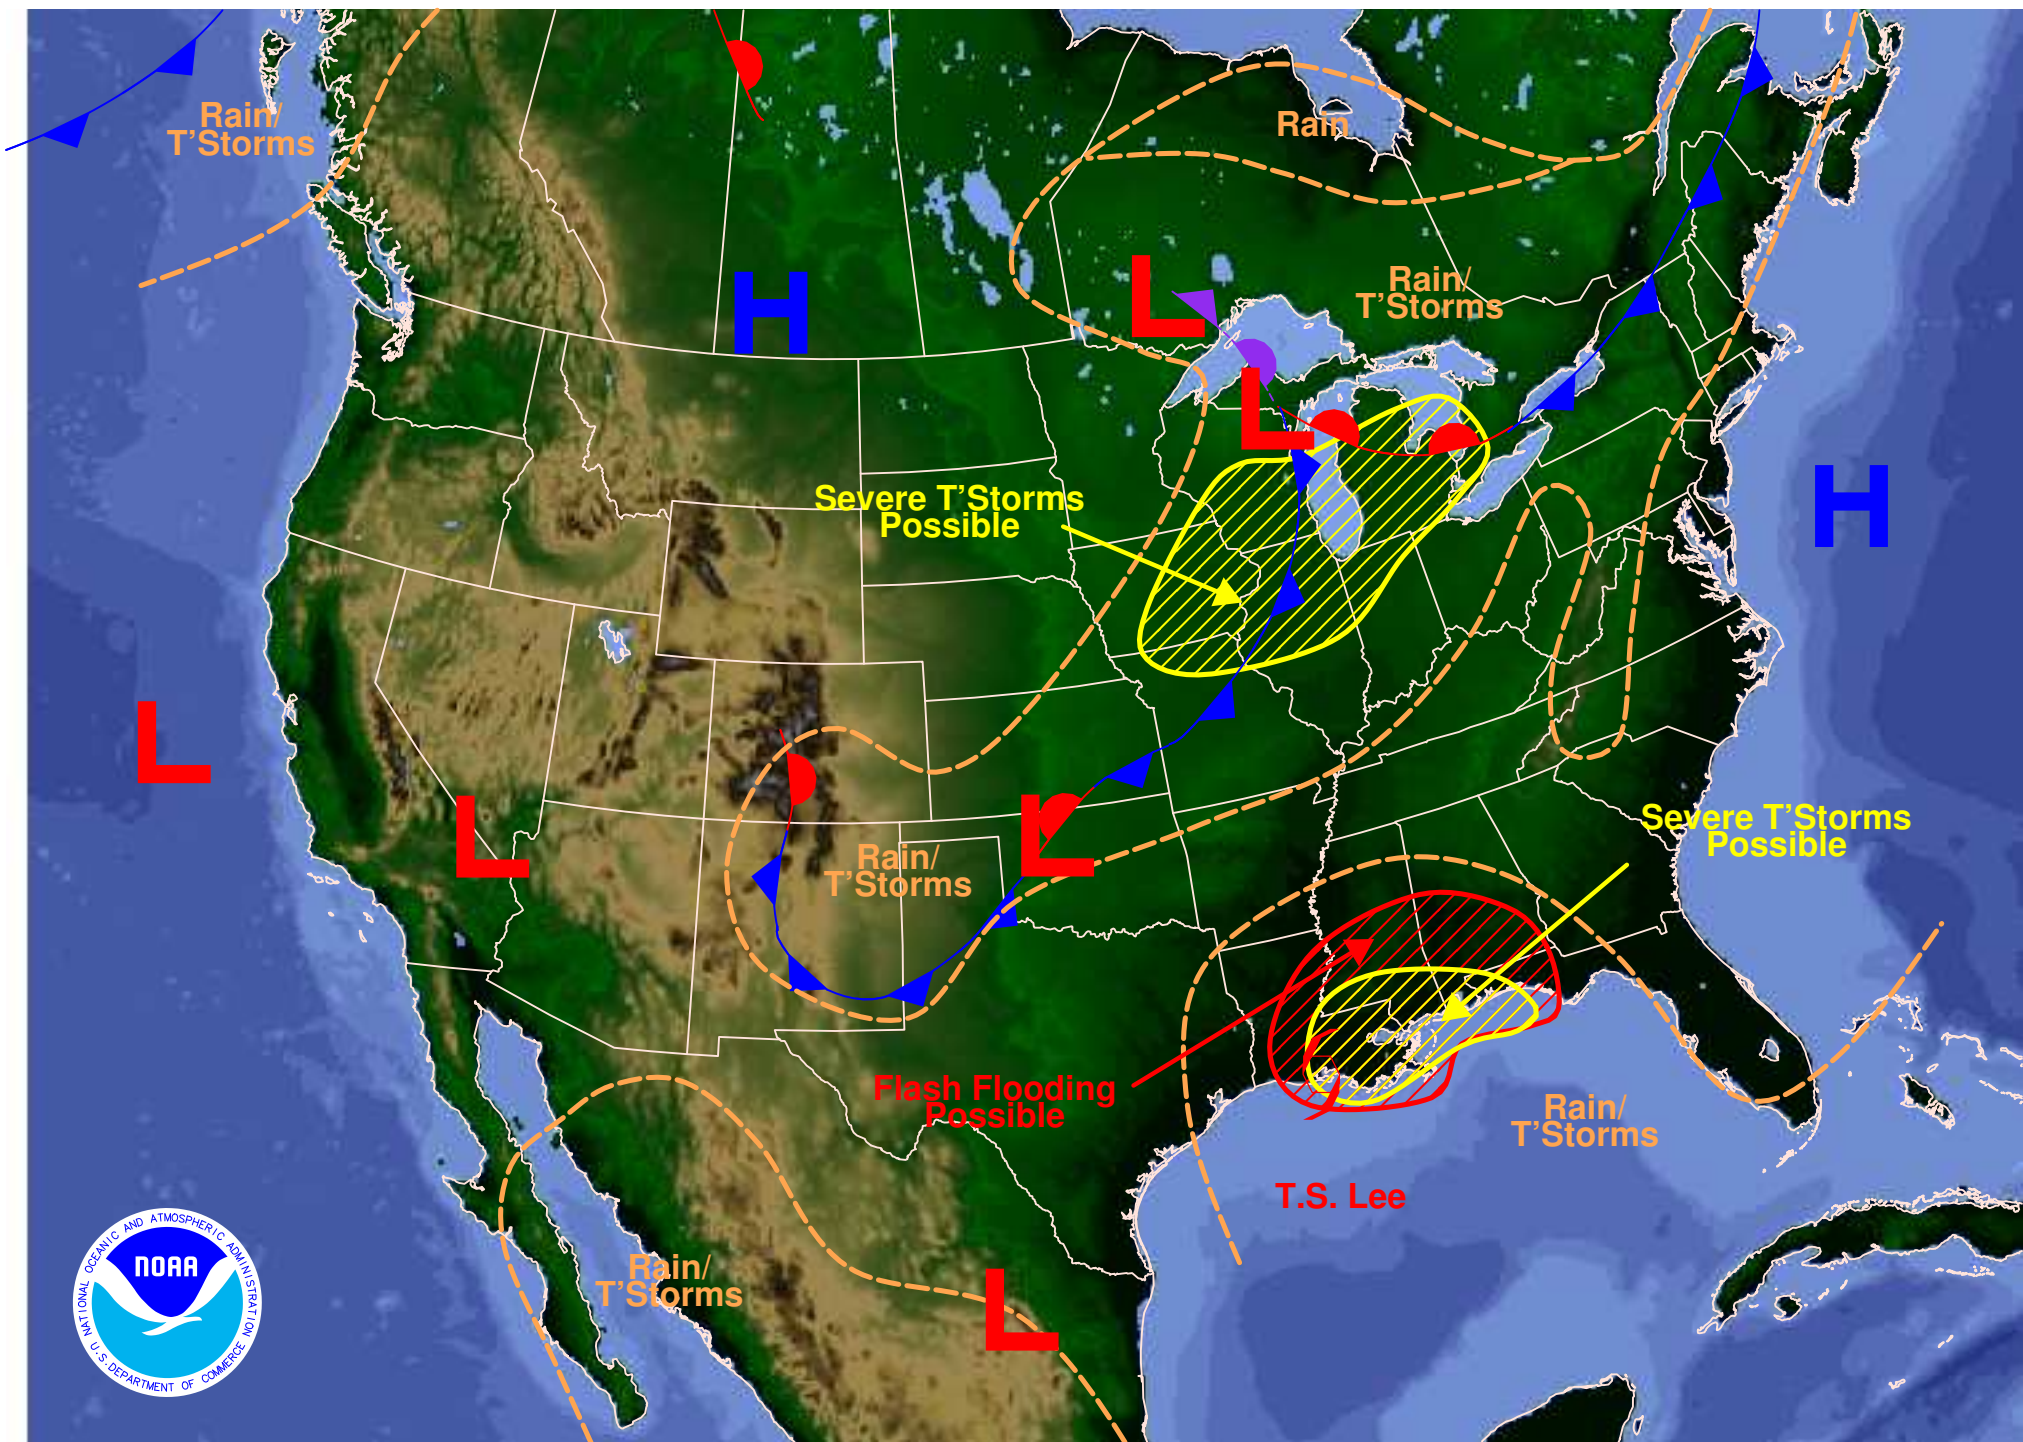 Rain/
T'Storms
Rain
H
L
Rain/
T'Storms
L
Severe T'Storms
Possible
H
L
L
L
Rain/
T'Storms
Severe T'Storms
Possible
Flash Flooding
Possible
Rain/
T'Storms
T.S. Lee
Rain/
T'Storms
L
NOAA
NATIONAL OCEANIC AND ATMOSPHERIC ADMINISTRATION
U.S. DEPARTMENT OF COMMERCE